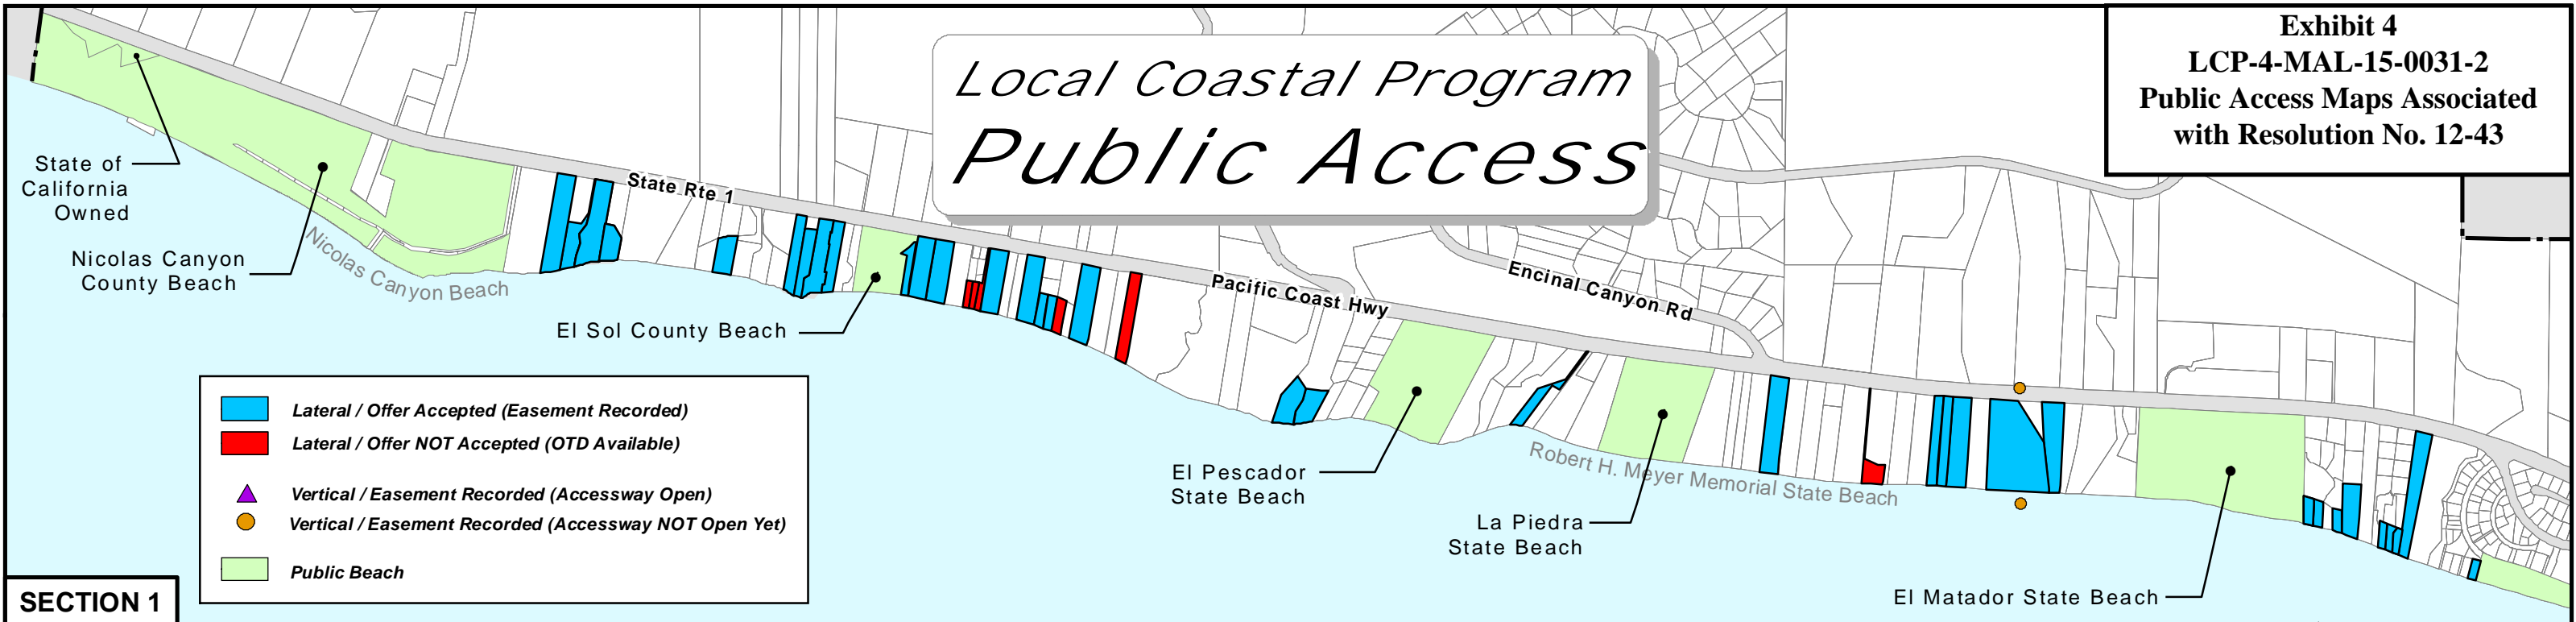 Local Coastal Program
Public Access
Exhibit 4
LCP-4-MAL-15-0031-2
Public Access Maps Associated
with Resolution No. 12-43
State of
California
Owned
Nicolas Canyon
County Beach
Nicolas Canyon Beach
State Rte 1
El Sol County Beach
Pacific Coast Hwy
Encinal Canyon Rd
El Pescador
State Beach
Robert H. Meyer Memorial State Beach
La Piedra
State Beach
El Matador State Beach
Lateral / Offer Accepted (Easement Recorded)
Lateral / Offer NOT Accepted (OTD Available)
Vertical / Easement Recorded (Accessway Open)
Vertical / Easement Recorded (Accessway NOT Open Yet)
Public Beach
SECTION 1